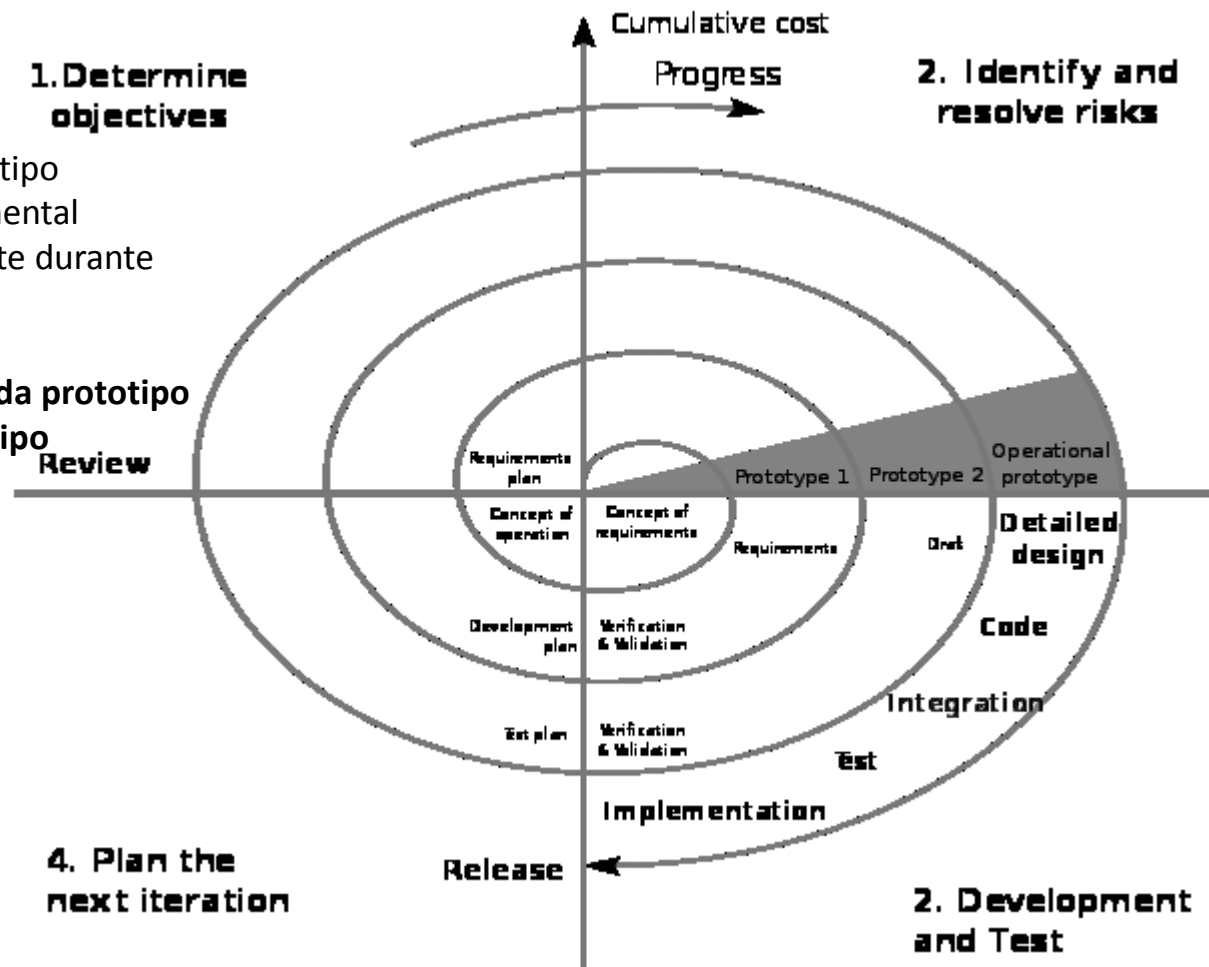 Cumulative cost
Progress
1.Determine
objectives
2. Identify and
resolve risks
tipo
nental
te durante
da prototipo
ipo
Review
Requirements
plan
Prototype 1
Prototype 2
Operational
prototype
Concept of
operation
Concept of
requirements
Requirements
Draft
Detailed
design
Code
Development
plan
Verification
& Validation
Integration
Test plan
Verification
& Validation
Test
Implementation
Release
4. Plan the
next iteration
2. Development
and Test